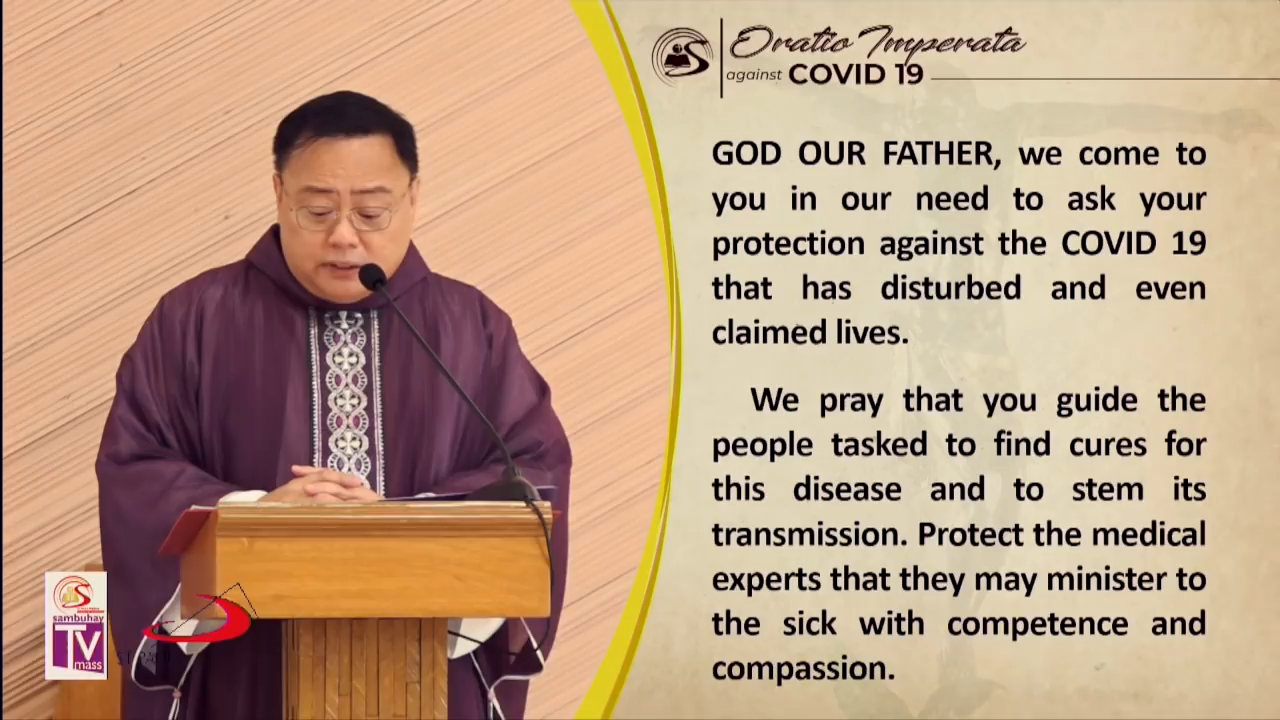 Oratio Imperata
against COVID 19
GOD OUR FATHER, we come to
you in our need to ask your
protection against the COVID 19
that has disturbed and even
claimed lives.
We pray that you guide the
people tasked to find cures for
this disease and to stem its
transmission. Protect the medical
experts that they may minister to
the sick with competence and
compassion.
sambuhay
TV
mass